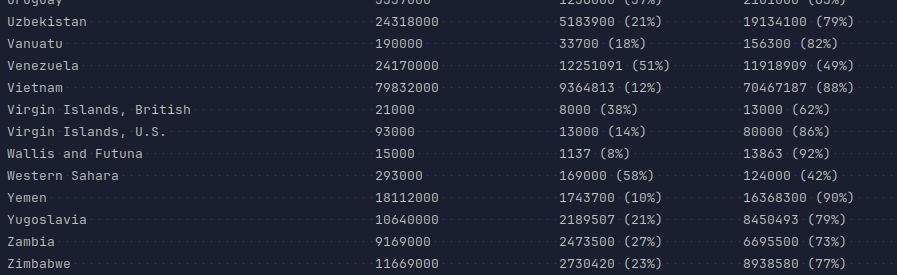 Uruguay
Uzbekistan 24318000 5183900 (21%) 19134100 (79%)
Vanuatu 190000 33700 (18%) 156300 (82%)
Venezuela 24170000 12251091 (51%) 11918909 (49%)
Vietnam 79832000 9364813 (12%) 70467187 (88%)
Virgin Islands, British 21000 8000 (38%) 13000 (62%)
Virgin Islands, U.S. 93000 13000 (14%) 80000 (86%)
Wallis and Futuna 15000 1137 (8%) 13863 (92%)
Western Sahara 293000 169000 (58%) 124000 (42%)
Yemen 18112000 1743700 (10%) 16368300 (90%)
Yugoslavia 10640000 2189507 (21%) 8450493 (79%)
Zambia 9169000 2473500 (27%) 6695500 (73%)
Zimbabwe 11669000 2730420 (23%) 8938580 (77%)